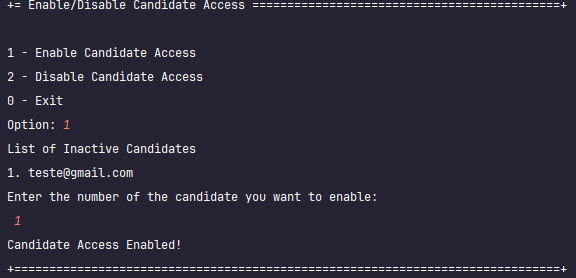 += Enable/Disable Candidate Access ============================================+
1 - Enable Candidate Access
2 - Disable Candidate Access
0 - Exit
Option: 1
List of Inactive Candidates
1. teste@gmail.com
Enter the number of the candidate you want to enable:
1
Candidate Access Enabled!
+==============================================================================+